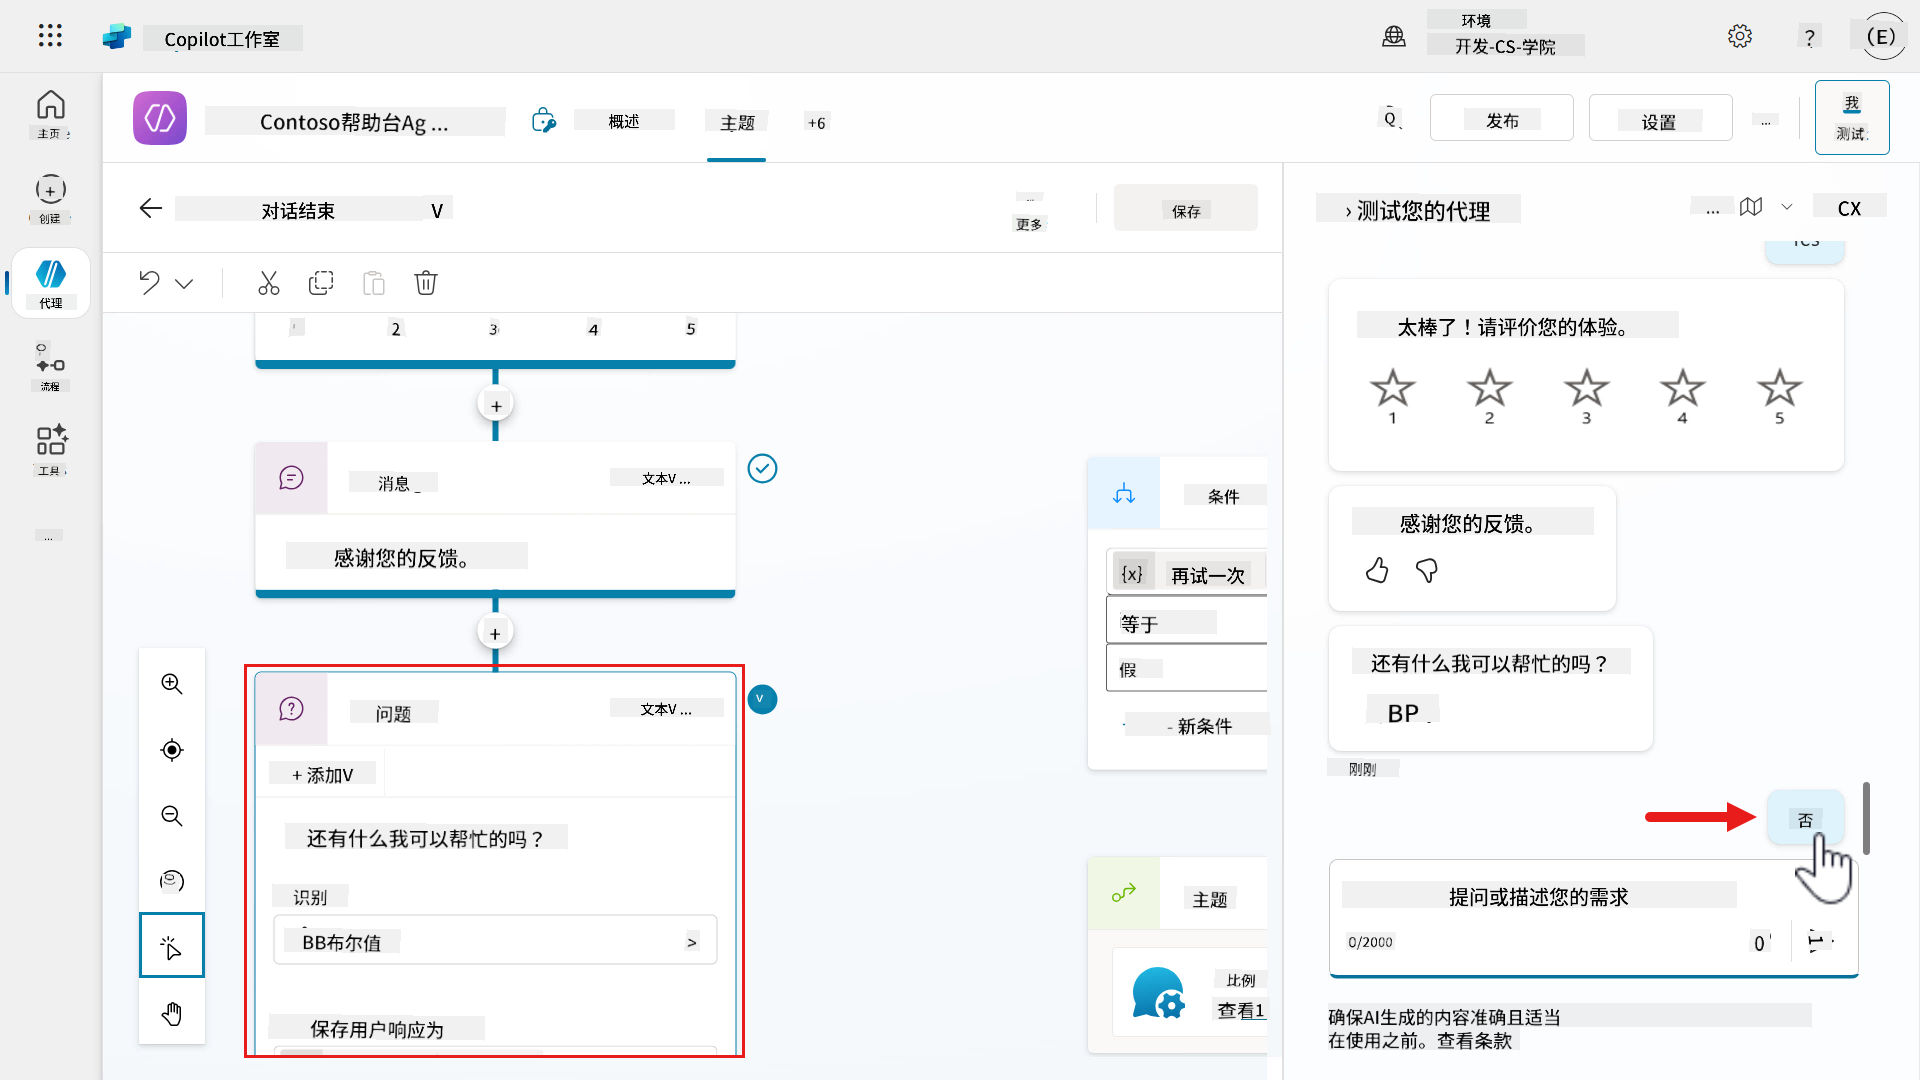 Copilot工作室
环境
开发-CS-学院
?
(E)
主页
创建
代理
流程
工具
...
Contoso帮助台Ag ...
概述
主题
+6
发布
设置
...
我
测试
对话结束
V
...
更多
保存
2
3
4
5
+
消息
文本V ...
感谢您的反馈。
+
问题
文本V ...
V
+ 添加V
还有什么我可以帮忙的吗？
识别
BB布尔值
>
保存用户响应为
条件
{x}
再试一次
等于
假
- 新条件
主题
比例
查看1
› 测试您的代理
...
CX
太棒了！请评价您的体验。
1
2
3
4
5
感谢您的反馈。
还有什么我可以帮忙的吗？
BP
刚刚
否
提问或描述您的需求
0/2000
确保AI生成的内容准确且适当
在使用之前。查看条款